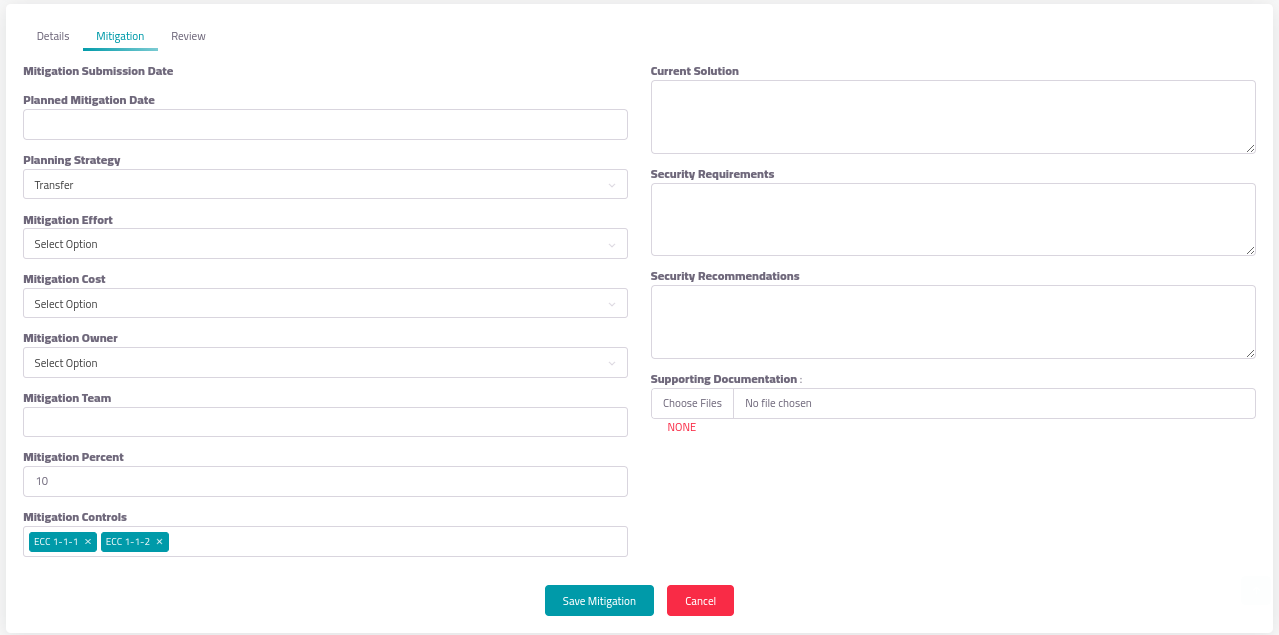 Details
Mitigation
Review
Mitigation Submission Date
Planned Mitigation Date
Planning Strategy
Transfer
Mitigation Effort
Select Option
Mitigation Cost
Select Option
Mitigation Owner
Select Option
Mitigation Team
Mitigation Percent
10
Mitigation Controls
ECC 1-1-1 ×
ECC 1-1-2 ×
Current Solution
Security Requirements
Security Recommendations
Supporting Documentation :
Choose Files
No file chosen
NONE
Save Mitigation
Cancel